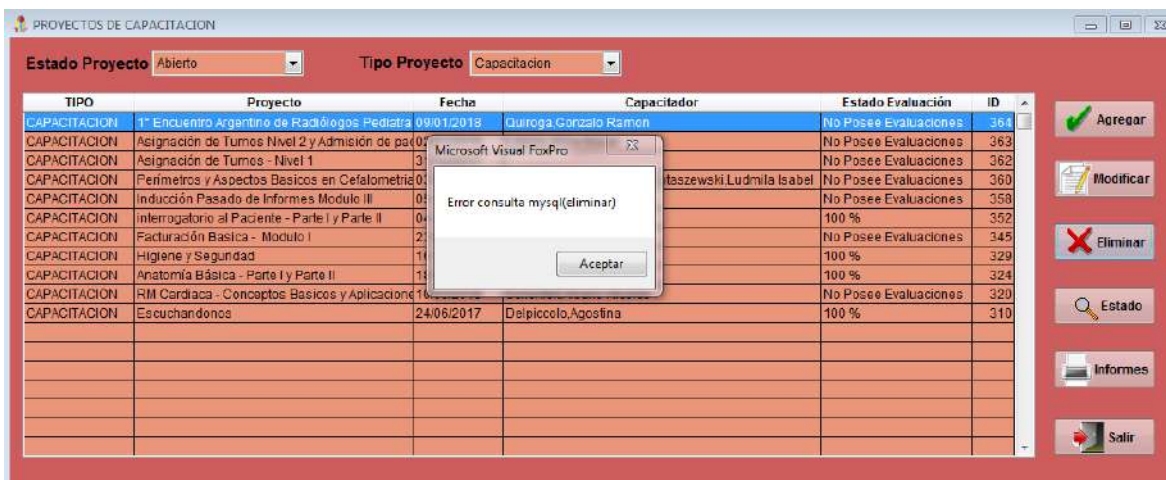 PROYECTOS DE CAPACITACION
Estado Proyecto Abierto Tipo Proyecto Capacitacion
TIPO Proyecto Fecha Capacitador Estado Evaluación ID
CAPACITACION 1° Encuentro Argentino de Radiólogos Pediatra 09/01/2018 Quiroga,Gonzalo Ramon No Posee Evaluaciones 364
CAPACITACION Asignación de Turnos Nivel 2 y Admisión de pac No Posee Evaluaciones 363
CAPACITACION Asignación de Turnos - Nivel 1 No Posee Evaluaciones 362
CAPACITACION Perimetros y Aspectos Basicos en Cefalometria taszewski,Ludmila Isabel No Posee Evaluaciones 360
CAPACITACION Inducción Pasado de Informes Modulo III No Posee Evaluaciones 358
CAPACITACION interrogatorio al Paciente - Parte I y Parte II 100 % 352
CAPACITACION Facturación Basica - Modulo I No Posee Evaluaciones 345
CAPACITACION Higiene y Seguridad 100 % 329
CAPACITACION Anatomía Básica - Parte I y Parte II 100 % 324
CAPACITACION RM Cardiaca - Conceptos Basicos y Aplicacione No Posee Evaluaciones 320
CAPACITACION Escuchandonos 24/06/2017 Delpiccolo,Agostina 100 % 310
Microsoft Visual FoxPro
Error consulta mysql(eliminar)
Aceptar
Agregar
Modificar
Eliminar
Estado
Informes
Salir